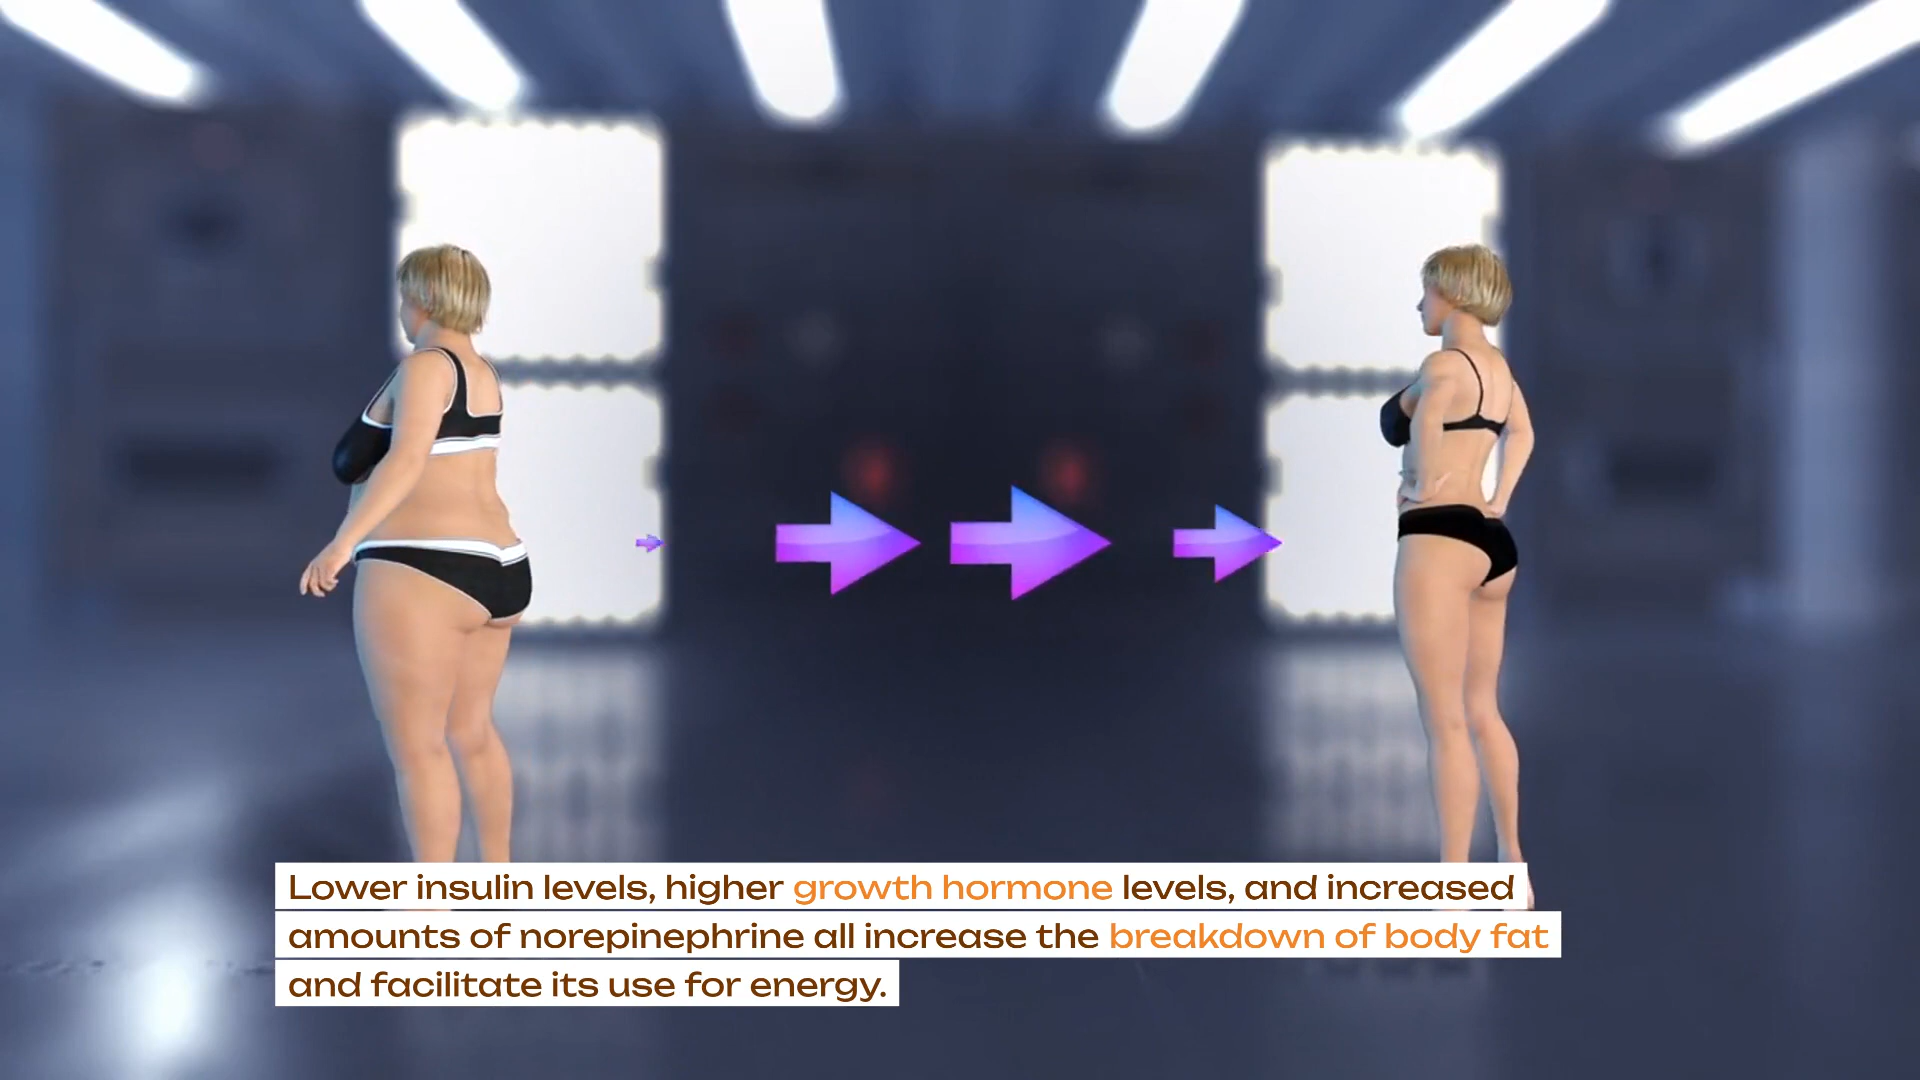 Lower insulin levels, higher growth hormone levels, and increased
amounts of norepinephrine all increase the breakdown of body fat
and facilitate its use for energy.